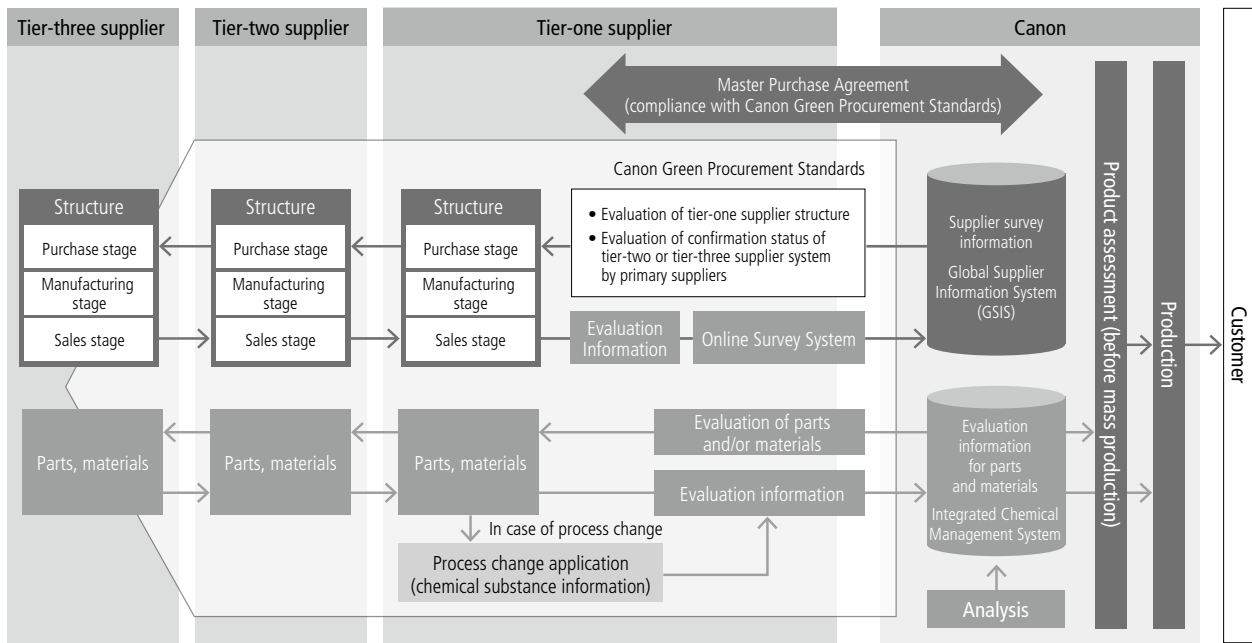 Tier-three supplier
Tier-two supplier
Tier-one supplier
Canon
Master Purchase Agreement
(compliance with Canon Green Procurement Standards)
Canon Green Procurement Standards
Structure
Purchase stage
Manufacturing
stage
Sales stage
Structure
Purchase stage
Manufacturing
stage
Sales stage
Structure
Purchase stage
Manufacturing
stage
Sales stage
• Evaluation of tier-one supplier structure
• Evaluation of confirmation status of
tier-two or tier-three supplier system
by primary suppliers
Evaluation
Information
Online Survey System
Supplier survey
information
Global Supplier
Information System
(GSIS)
Parts, materials
Parts, materials
Parts, materials
Evaluation of parts
and/or materials
Evaluation information
In case of process change
Process change application
(chemical substance information)
Evaluation
information
for parts
and materials
Integrated Chemical
Management System
Analysis
Product assessment (before mass production)
Production
Customer